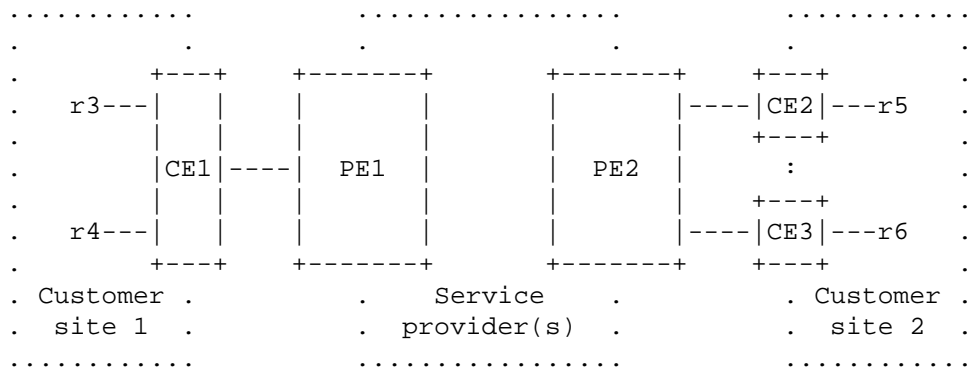 ............ ................. ............
. . . . . .
. +---+ +-------+ +-------+ +---+ .
. r3---| | | | | |----|CE2|---r5 .
. | | | | | | +---+ .
. |CE1|----| PE1 | | PE2 | : .
. | | | | | | +---+ .
. r4---| | | | | |----|CE3|---r6 .
. +---+ +-------+ +-------+ +---+ .
. Customer . . Service . . Customer .
. site 1 . . provider(s) . . site 2 .
............ ................. ............